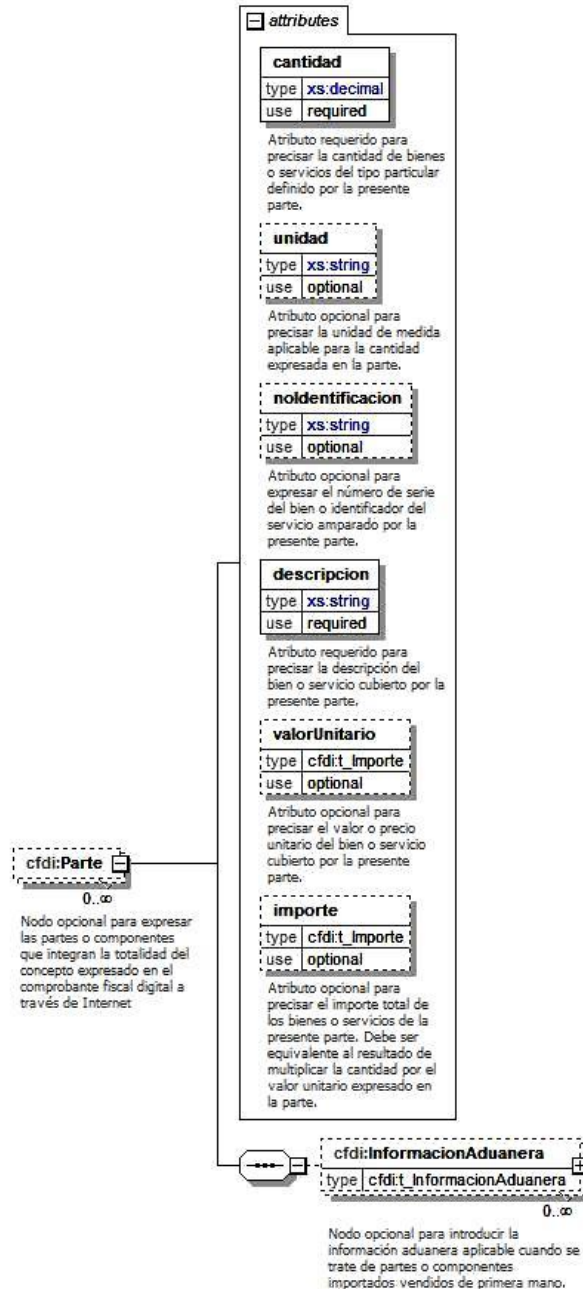 attributes
cantidad
type xs:decimal
use required
Atributo requerido para
precisar la cantidad de bienes
o servicios del tipo particular
definido por la presente
parte.
unidad
type xs:string
use optional
Atributo opcional para
precisar la unidad de medida
aplicable para la cantidad
expresada en la parte.
noIdentificacion
type xs:string
use optional
Atributo opcional para
expresar el número de serie
del bien o identificador del
servicio amparado por la
presente parte.
descripcion
type xs:string
use required
Atributo requerido para
precisar la descripción del
bien o servicio cubierto por la
presente parte.
valorUnitario
type cfdi:t_Importe
use optional
Atributo opcional para
precisar el valor o precio
unitario del bien o servicio
cubierto por la presente
parte.
importe
type cfdi:t_Importe
use optional
Atributo opcional para
precisar el importe total de
los bienes o servicios de la
presente parte. Debe ser
equivalente al resultado de
multiplicar la cantidad por el
valor unitario expresado en
la parte.
cfdi:Parte
0..∞
Nodo opcional para expresar
las partes o componentes
que integran la totalidad del
concepto expresado en el
comprobante fiscal digital a
través de Internet
cfdi:InformacionAduanera
type cfdi:t_InformacionAduanera
0..∞
Nodo opcional para introducir la
información aduanera aplicable cuando se
trate de partes o componentes
importados vendidos de primera mano.